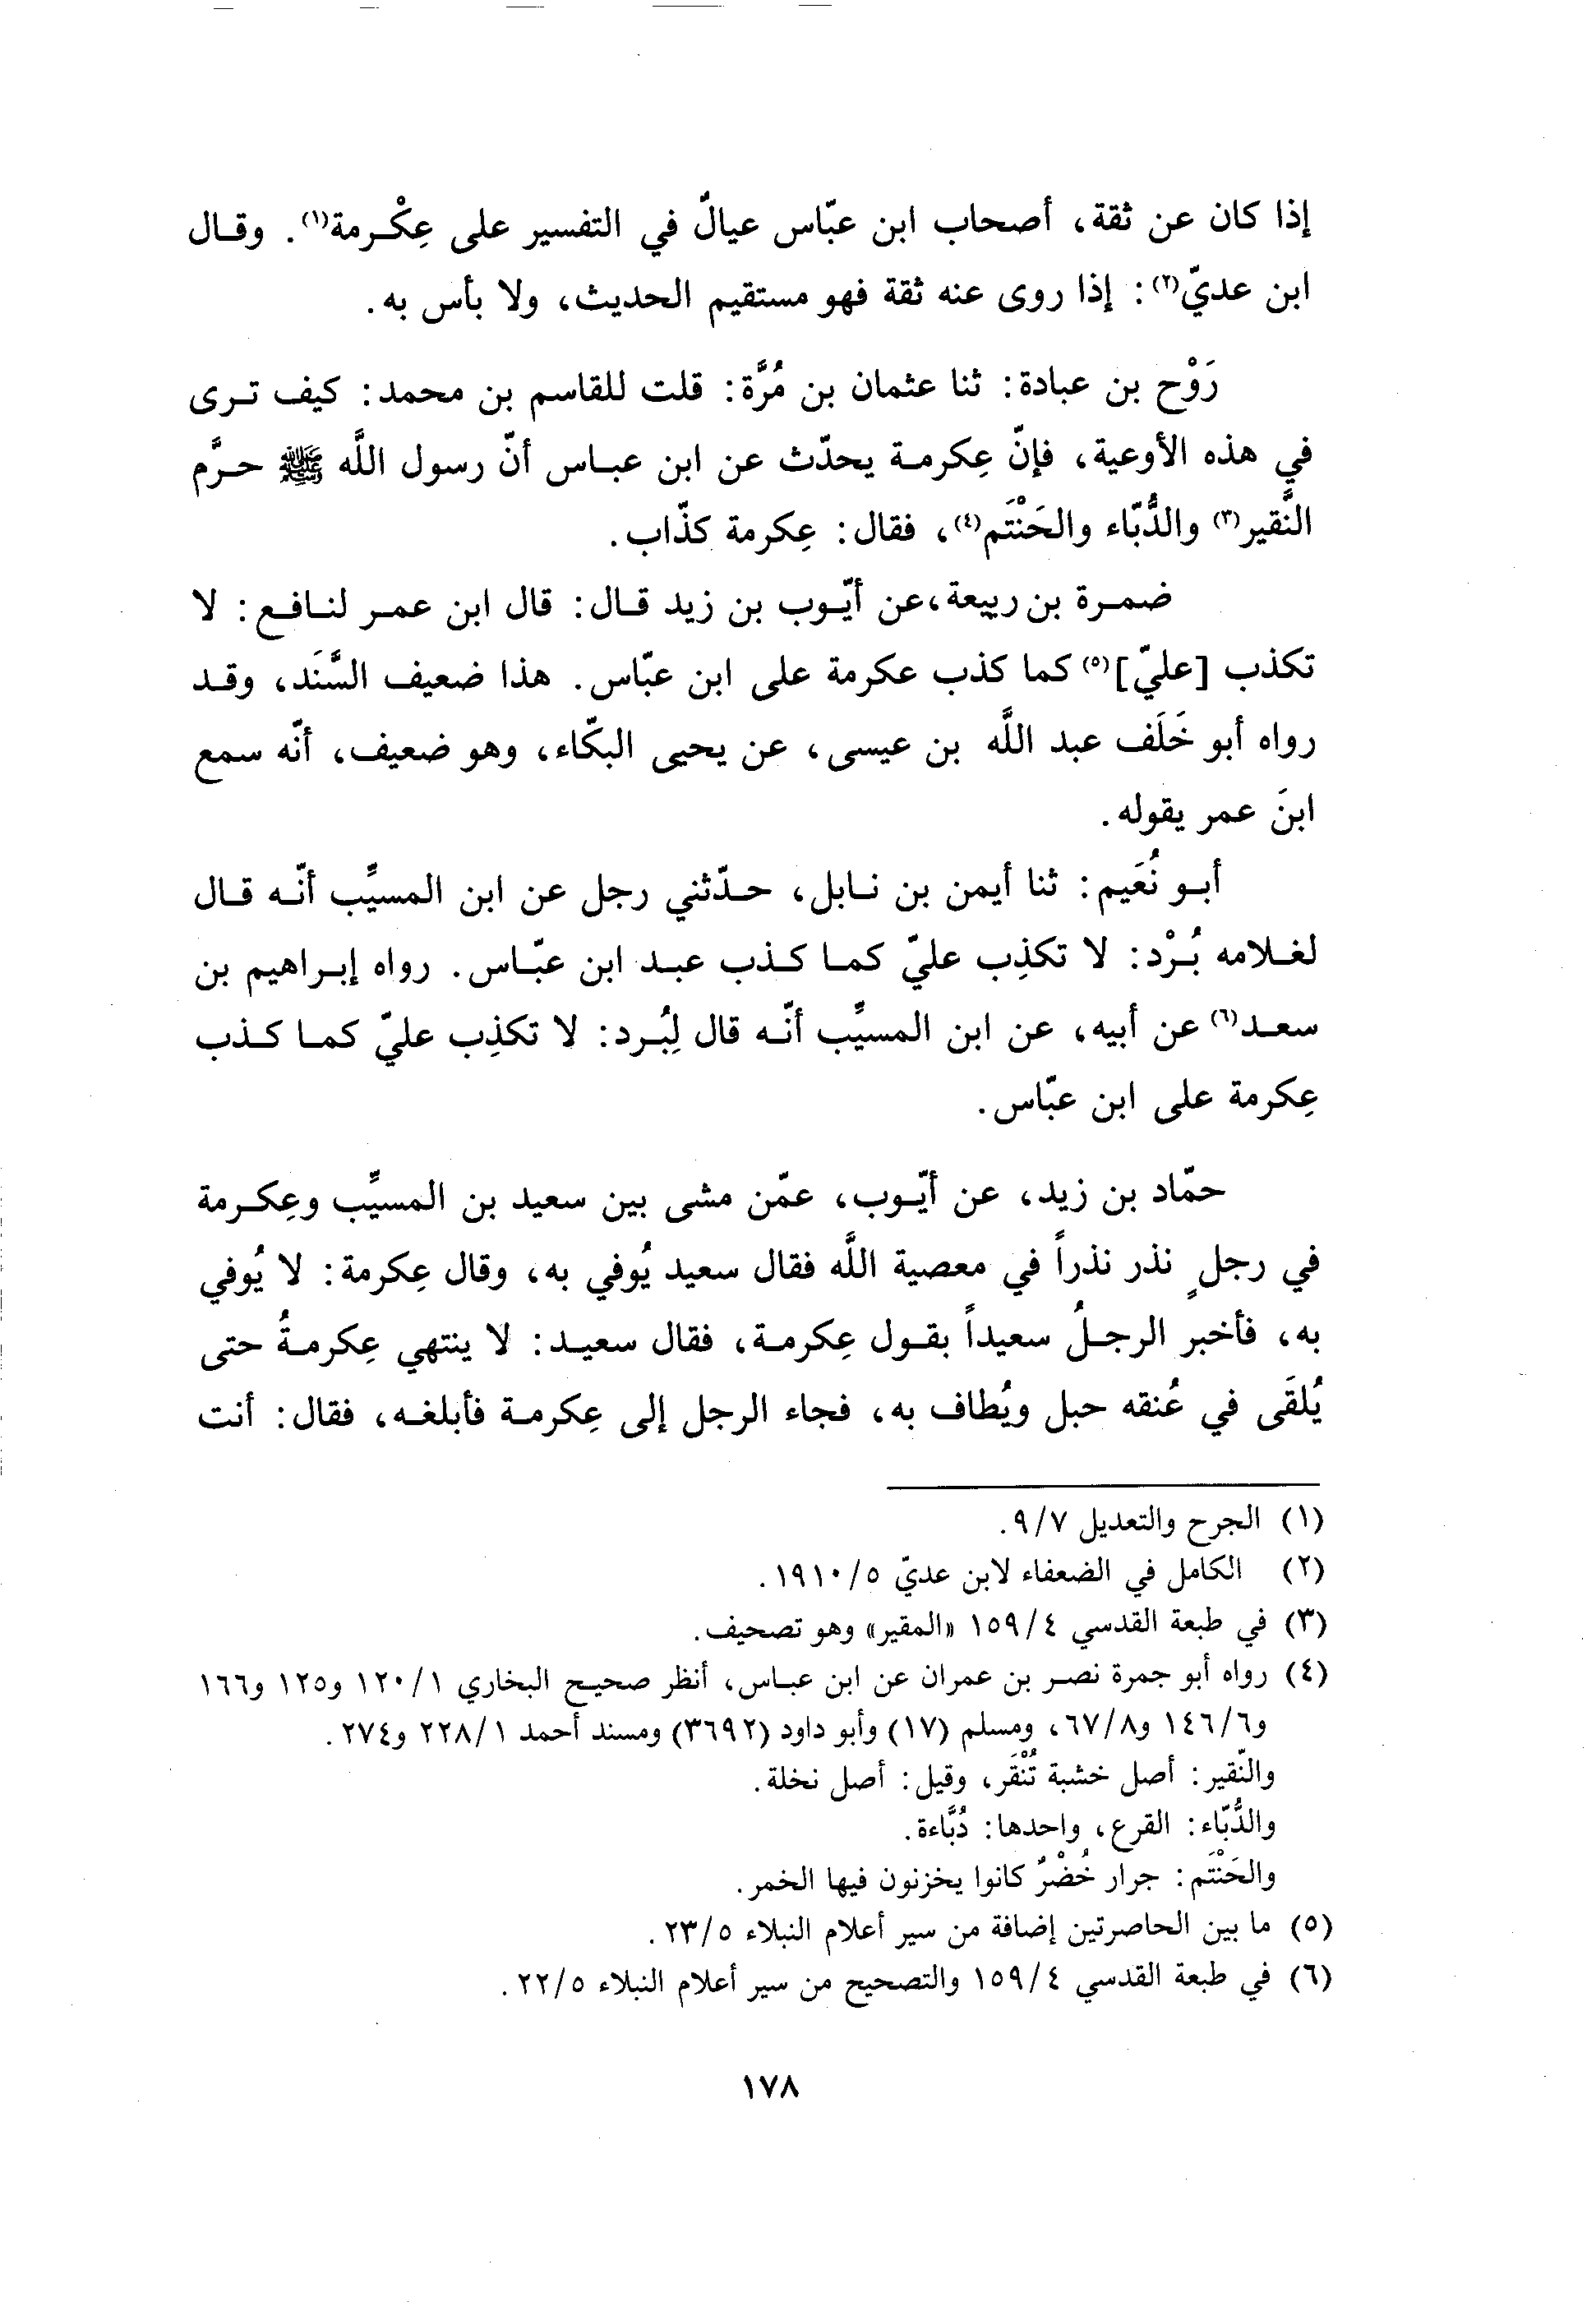 إذا كان عن ثقة، أصحاب ابن عبّاس عيالٌ في التفسير على عِكْرمة(١). وقال
ابن عديّ(٢): إذا روى عنه ثقة فهو مستقيم الحديث، ولا بأس به.
رَوْح بن عبادة: ثنا عثمان بن مُرَّة: قلت للقاسم بن محمد: كيف ترى
في هذه الأوعية، فإنّ عِكرمة يحدّث عن ابن عباس أنّ رسول اللَّه ﷺ حرَّم
النَّقير(٣) والدُّبّاء والحَنْتَم(٤)، فقال: عِكرمة كذّاب.
ضمرة بن ربيعة،عن أيّوب بن زيد قال: قال ابن عمر لنافع: لا
تكذب [عليّ](٥) كما كذب عكرمة على ابن عبّاس. هذا ضعيف السَّنَد، وقد
رواه أبو خَلَف عبد اللَّه بن عيسى، عن يحيى البكّاء، وهو ضعيف، أنّه سمع
ابنَ عمر يقوله.
أبو نُعَيم: ثنا أيمن بن نابل، حدّثني رجل عن ابن المسيِّب أنّه قال
لغلامه بُرْد: لا تكذِب عليّ كما كذب عبد ابن عبّاس. رواه إبراهيم بن
سعد(٦) عن أبيه، عن ابن المسيِّب أنّه قال لِبُرد: لا تكذِب عليّ كما كذب
عِكرمة على ابن عبّاس.
حمّاد بن زيد، عن أيّوب، عمّن مشى بين سعيد بن المسيِّب وعِكرمة
في رجلٍ نذر نذراً في معصية اللَّه فقال سعيد يُوفي به، وقال عِكرمة: لا يُوفي
به، فأخبر الرجلُ سعيداً بقول عِكرمة، فقال سعيد: لا ينتهي عِكرمةُ حتى
يُلقَى في عُنقه حبل ويُطاف به، فجاء الرجل إلى عِكرمة فأبلغه، فقال: أنت
(١) الجرح والتعديل ٩/٧.
(٢) الكامل في الضعفاء لابن عديّ ١٩١٠/٥.
(٣) في طبعة القدسي ١٥٩/٤ «المقير» وهو تصحيف.
(٤) رواه أبو جمرة نصر بن عمران عن ابن عباس، أنظر صحيح البخاري ١٢٠/١ و١٢٥ و١٦٦
و١٤٦/٦ و٦٧/٨، ومسلم (١٧) وأبو داود (٣٦٩٢) ومسند أحمد ٢٢٨/١ و٢٧٤.
والنّقير: أصل خشبة تُنْقَر، وقيل: أصل نخلة.
والدُّبّاء: القرع، واحدها: دُبَّاءة.
والحَنْتَم: جرار خُضْرٌ كانوا يخزنون فيها الخمر.
(٥) ما بين الحاصرتين إضافة من سير أعلام النبلاء ٢٣/٥.
(٦) في طبعة القدسي ١٥٩/٤ والتصحيح من سير أعلام النبلاء ٢٢/٥.
١٧٨